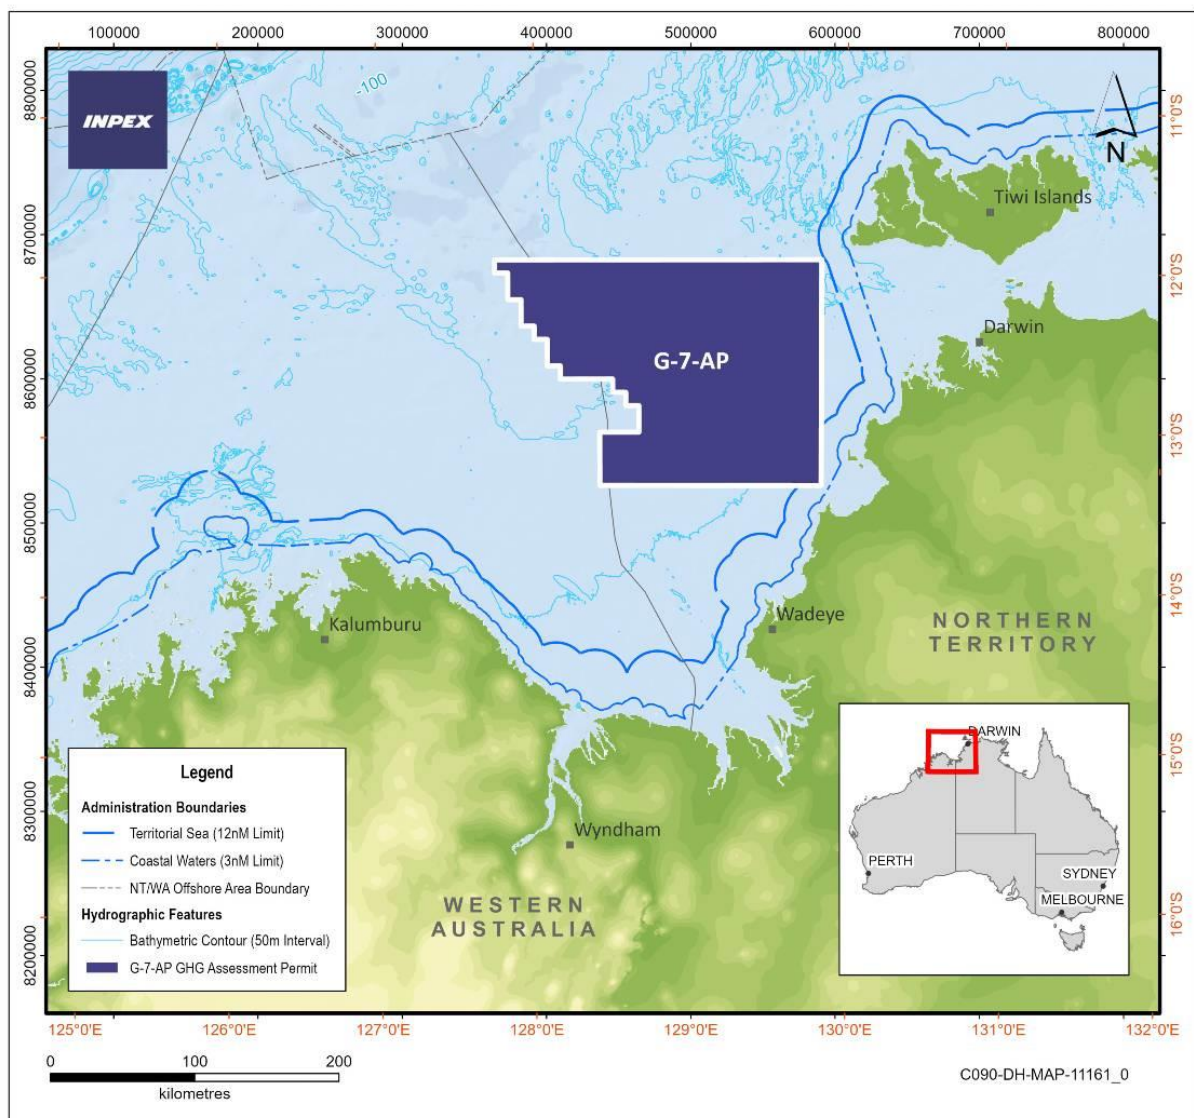 100000 200000 300000 400000 500000 600000 700000 800000
8800000
8700000
8600000
8500000
8400000
8300000
8200000
11°0'S
12°0'S
13°0'S
14°0'S
15°0'S
16°0'S
INPEX
-100
N
Tiwi Islands
Darwin
G-7-AP
Kalumburu
Wadeye
NORTHERN
TERRITORY
Wyndham
WESTERN
AUSTRALIA
Legend
Administration Boundaries
Territorial Sea (12nM Limit)
Coastal Waters (3nM Limit)
NT/WA Offshore Area Boundary
Hydrographic Features
Bathymetric Contour (50m Interval)
G-7-AP GHG Assessment Permit
DARWIN
PERTH
SYDNEY
MELBOURNE
125°0'E 126°0'E 127°0'E 128°0'E 129°0'E 130°0'E 131°0'E 132°0'E
0 100 200
kilometres
C090-DH-MAP-11161_0